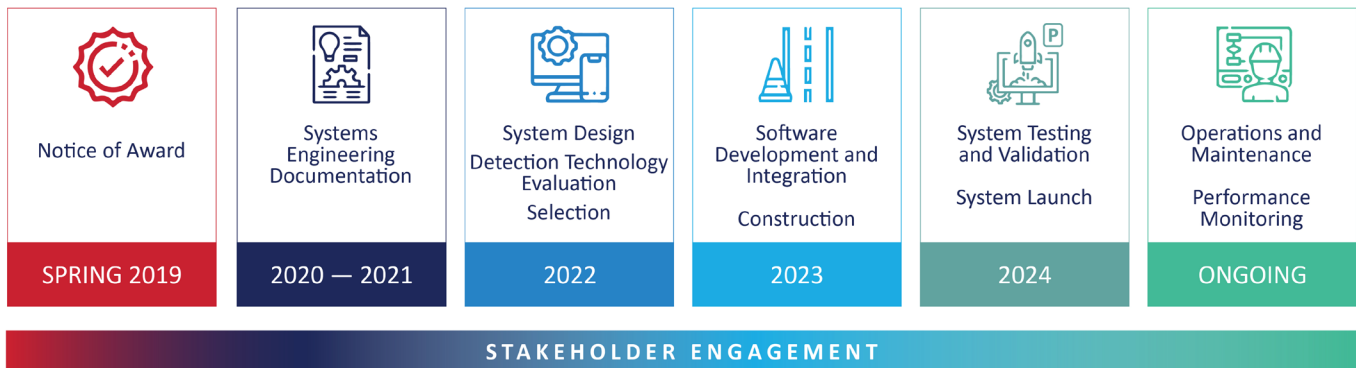 P
Notice of Award
SPRING 2019
Systems
Engineering
Documentation
2020 — 2021
System Design
Detection Technology
Evaluation
Selection
2022
Software
Development and
Integration
Construction
2023
System Testing
and Validation
System Launch
2024
Operations and
Maintenance
Performance
Monitoring
ONGOING
STAKEHOLDER ENGAGEMENT